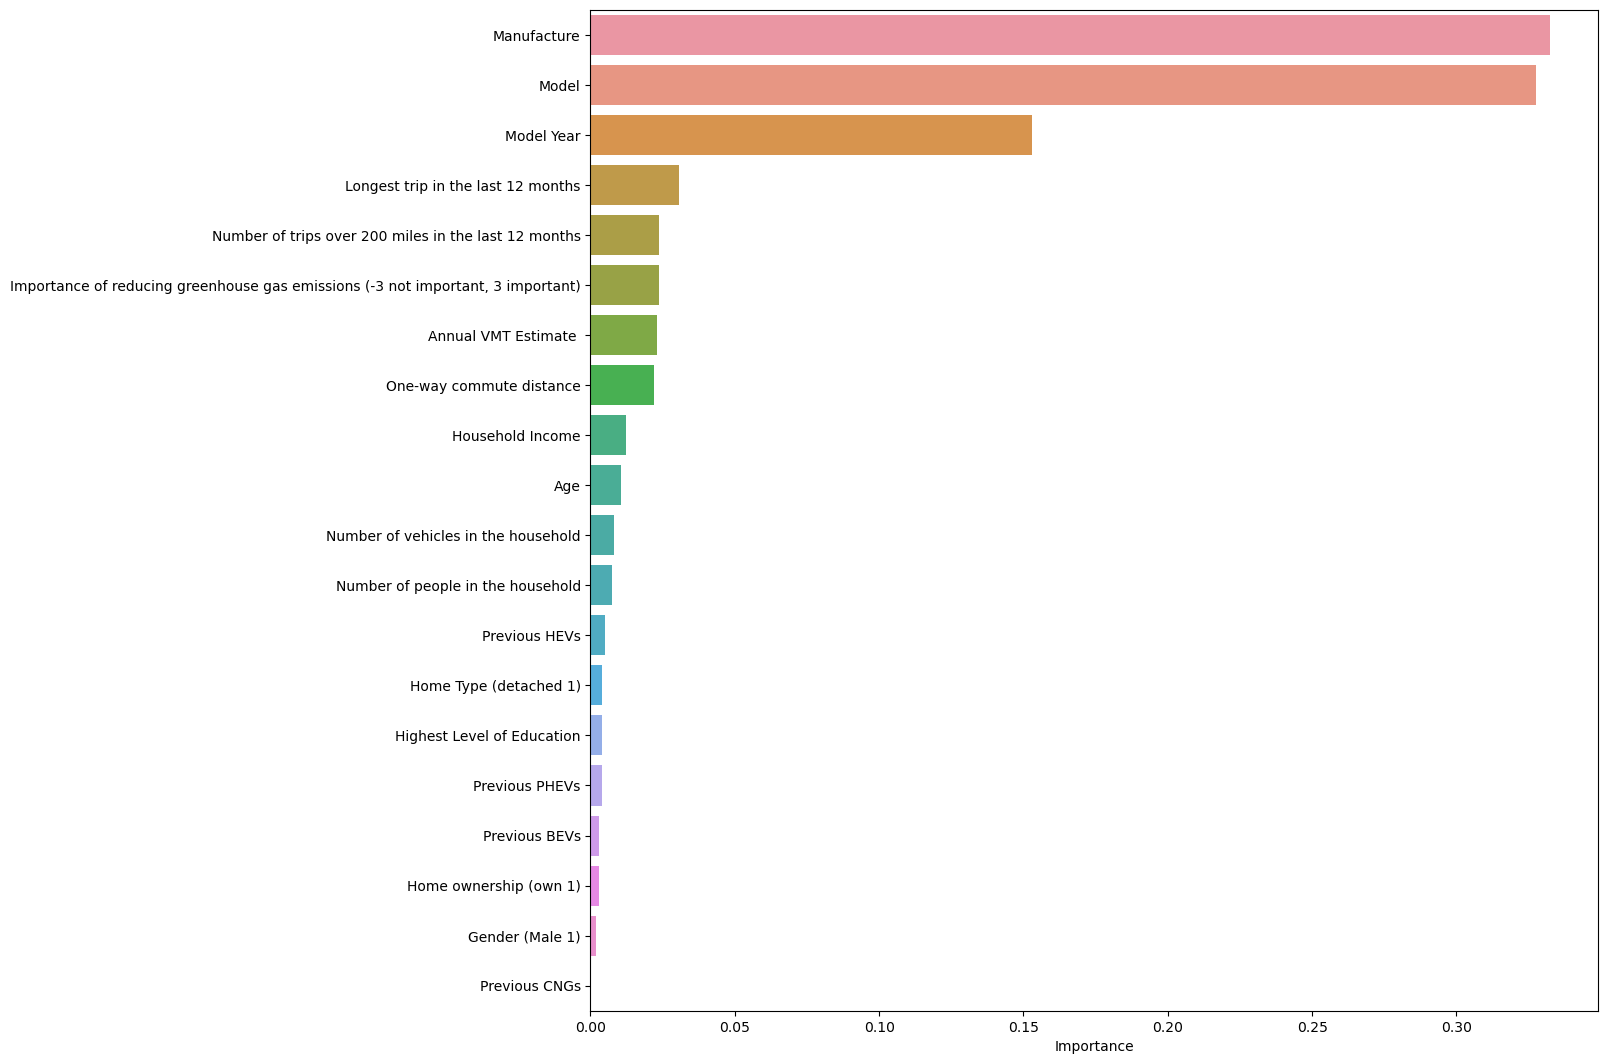 Manufacture
Model
Model Year
Longest trip in the last 12 months
Number of trips over 200 miles in the last 12 months
Importance of reducing greenhouse gas emissions (-3 not important, 3 important)
Annual VMT Estimate
One-way commute distance
Household Income
Age
Number of vehicles in the household
Number of people in the household
Previous HEVs
Home Type (detached 1)
Highest Level of Education
Previous PHEVs
Previous BEVs
Home ownership (own 1)
Gender (Male 1)
Previous CNGs
0.00 0.05 0.10 0.15 0.20 0.25 0.30
Importance